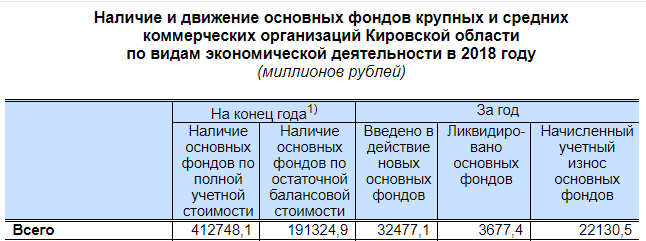 Наличие и движение основных фондов крупных и средних
коммерческих организаций Кировской области
по видам экономической деятельности в 2018 году
(миллионов рублей)
На конец года1)
За год
Наличие
основных
фондов по
полной
учетной
стоимости
Наличие
основных
фондов по
остаточной
балансовой
стоимости
Введено в
действие
новых
основных
фондов
Ликвидиро-
вано
основных
фондов
Начисленный
учетный
износ
основных
фондов
Всего 412748,1 191324,9 32477,1 3677,4 22130,5